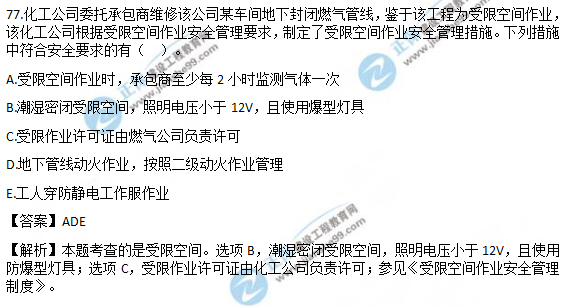 77.化工公司委托承包商维修该公司某车间地下封闭燃气管线，鉴于该工程为受限空间作业，
该化工公司根据受限空间作业安全管理要求，制定了受限空间作业安全管理措施。下列措施
中符合安全要求的有（　）。
A.受限空间作业时，承包商至少每 2 小时监测气体一次
B.潮湿密闭受限空间，照明电压小于 12V，且使用爆型灯具
C.受限作业许可证由燃气公司负责许可
D.地下管线动火作业，按照二级动火作业管理
E.工人穿防静电工作服作业
【答案】ADE
【解析】本题考查的是受限空间。选项 B，潮湿密闭受限空间，照明电压小于 12V，且使用
防爆型灯具；选项 C，受限作业许可证由化工公司负责许可；参见《受限空间作业安全管理
制度》。